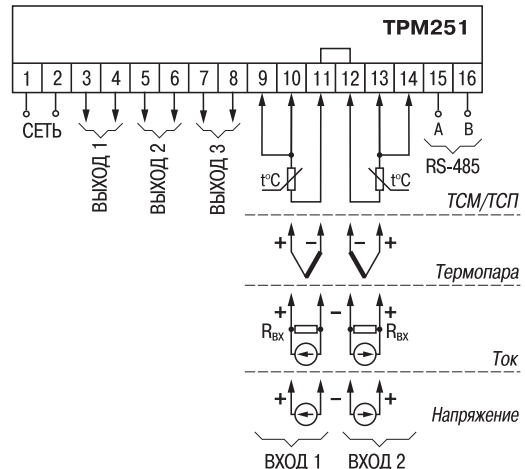 ТРМ251
1 2 3 4 5 6 7 8 9 10 11 12 13 14 15 16
СЕТЬ
ВЫХОД 1
ВЫХОД 2
ВЫХОД 3
A B
RS-485
t°C t°C
ТСМ/ТСП
+ – – +
Термопара
+ – +
Rвх Rвх
Ток
+ – +
Напряжение
ВХОД 1 ВХОД 2